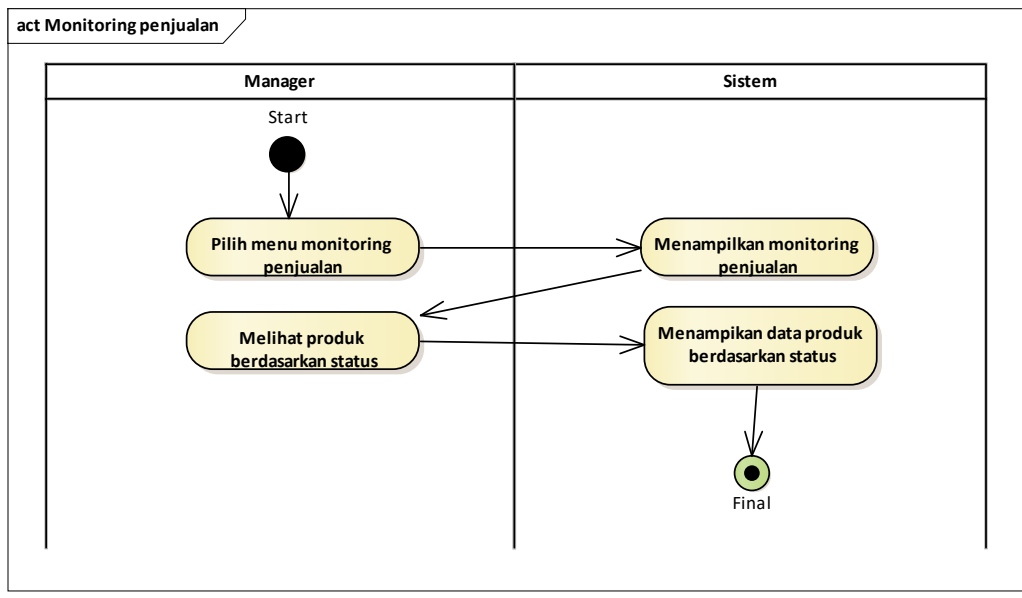 act Monitoring penjualan
Manager
Sistem
Start
Pilih menu monitoring
penjualan
Menampilkan monitoring
penjualan
Melihat produk
berdasarkan status
Menampikan data produk
berdasarkan status
Final